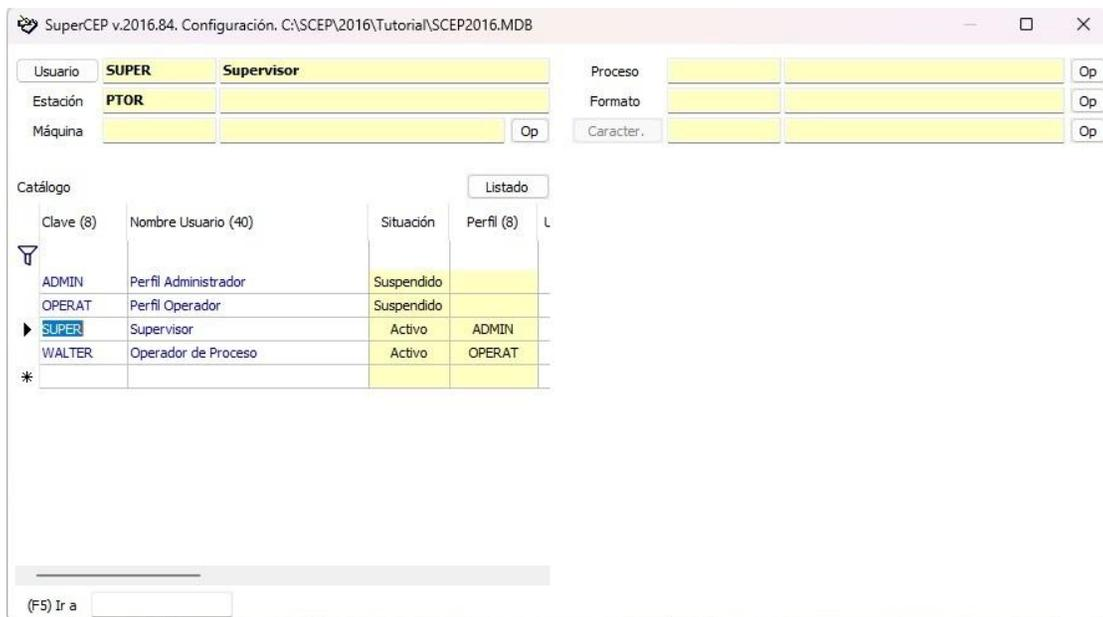 SuperCEP v.2016.84. Configuración. C:\SCEP\2016\Tutorial\SCEP2016.MDB
Usuario SUPER Supervisor Proceso Op
Estación PTOR Formato Op
Máquina Op Caracter. Op
Catálogo Listado
Clave (8) Nombre Usuario (40) Situación Perfil (8)
ADMIN Perfil Administrador Suspendido
OPERAT Perfil Operador Suspendido
SUPER Supervisor Activo ADMIN
WALTER Operador de Proceso Activo OPERAT
(F5) Ir a